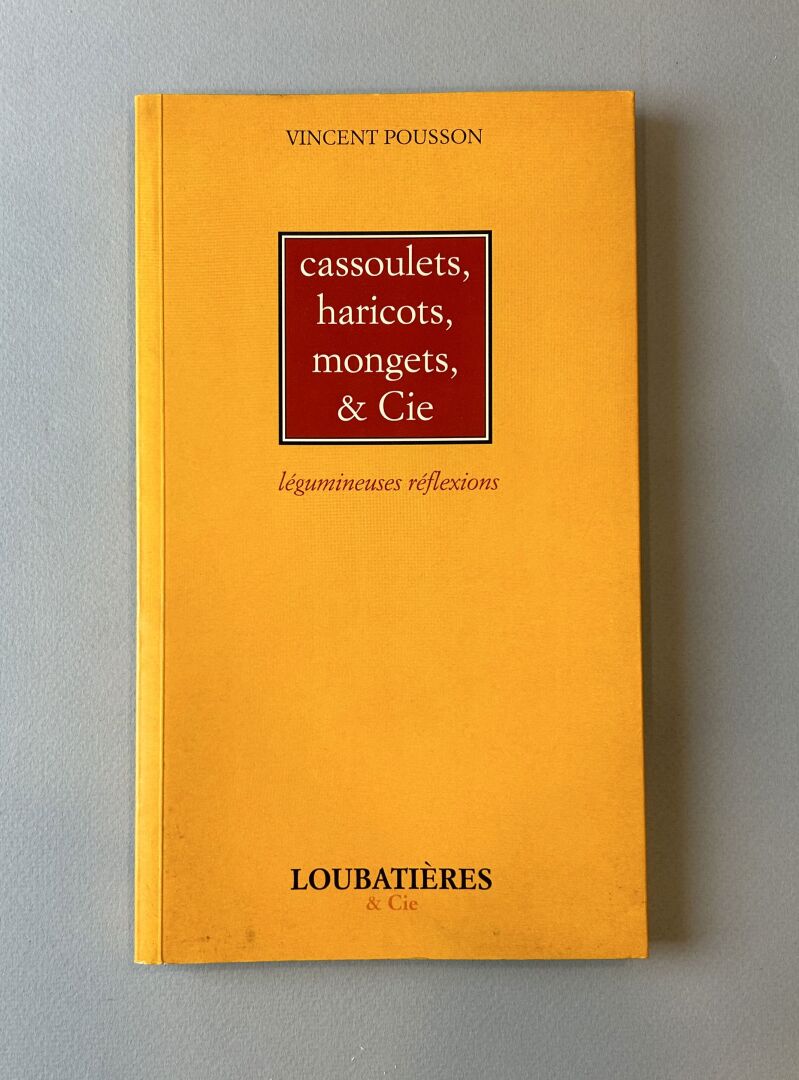 VINCENT POUSSON
cassoulets,
haricots,
mongets,
& Cie
légumineuses réflexions
LOUBATIÈRES
& Cie